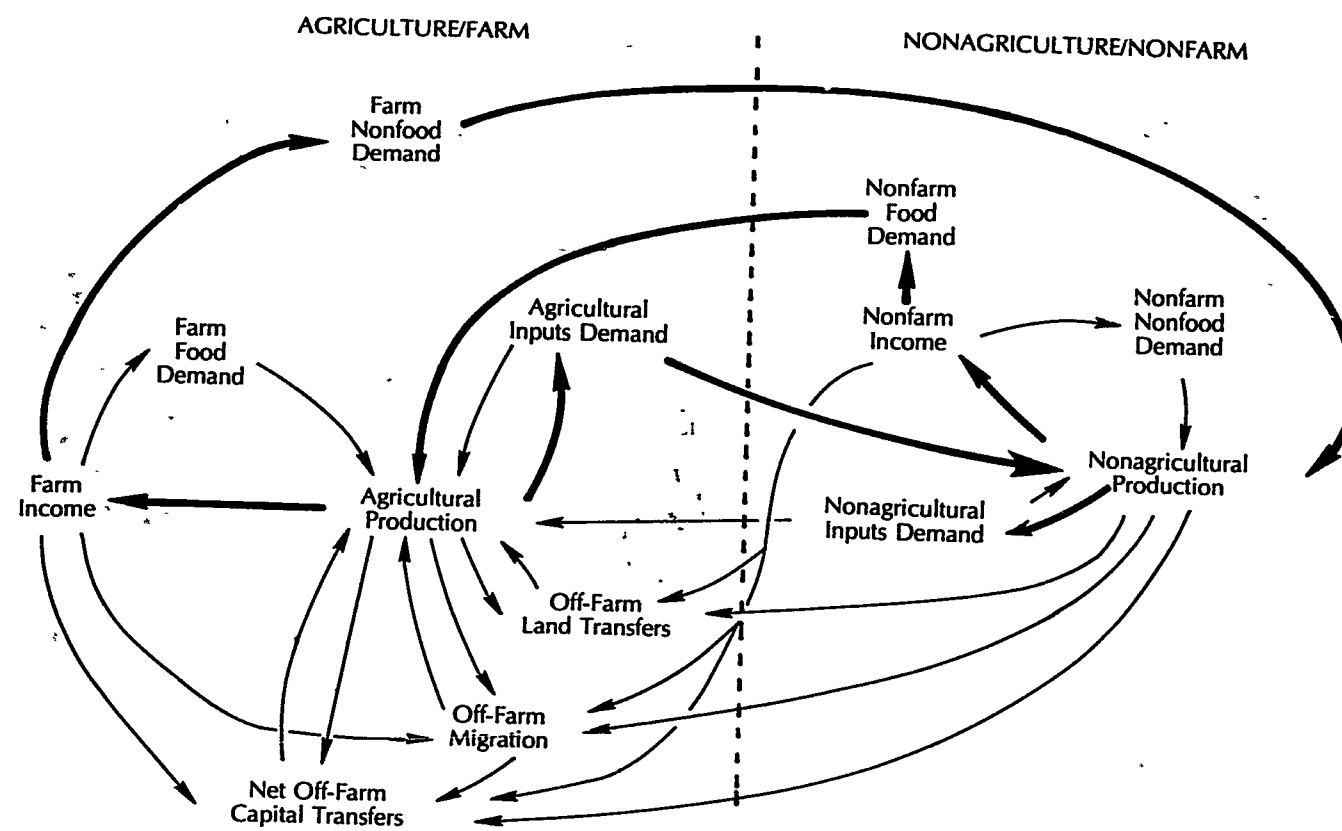 AGRICULTURE/FARM
NONAGRICULTURE/NONFARM
Farm
Nonfood
Demand
Nonfarm
Food
Demand
Agricultural
Inputs Demand
Nonfarm
Income
Nonfarm
Nonfood
Demand
Farm
Food
Demand
Farm
Income
Agricultural
Production
Nonagricultural
Inputs Demand
Nonagricultural
Production
Off-Farm
Land Transfers
Off-Farm
Migration
Net Off-Farm
Capital Transfers